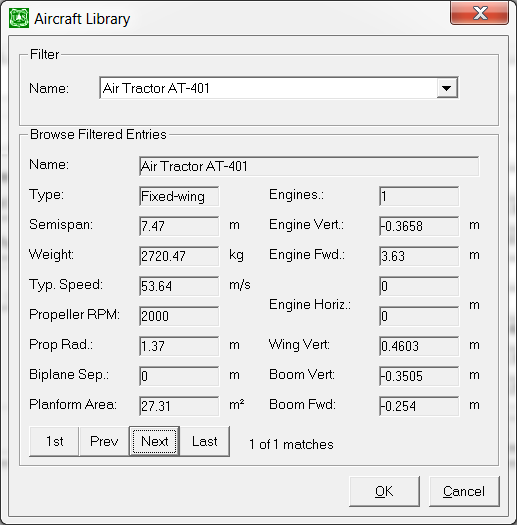 Aircraft Library
Filter
Name: Air Tractor AT-401
Browse Filtered Entries
Name: Air Tractor AT-401
Type: Fixed-wing Engines.: 1
Semispan: 7.47 m Engine Vert.: -0.3658 m
Weight: 2720.47 kg Engine Fwd.: 3.63 m
Typ. Speed: 53.64 m/s 0
Engine Horiz.: m
Propeller RPM: 2000 0
Prop Rad.: 1.37 m Wing Vert: 0.4603 m
Biplane Sep.: 0 m Boom Vert: -0.3505 m
Planform Area: 27.31 m² Boom Fwd: -0.254 m
1st Prev Next Last 1 of 1 matches
OK Cancel